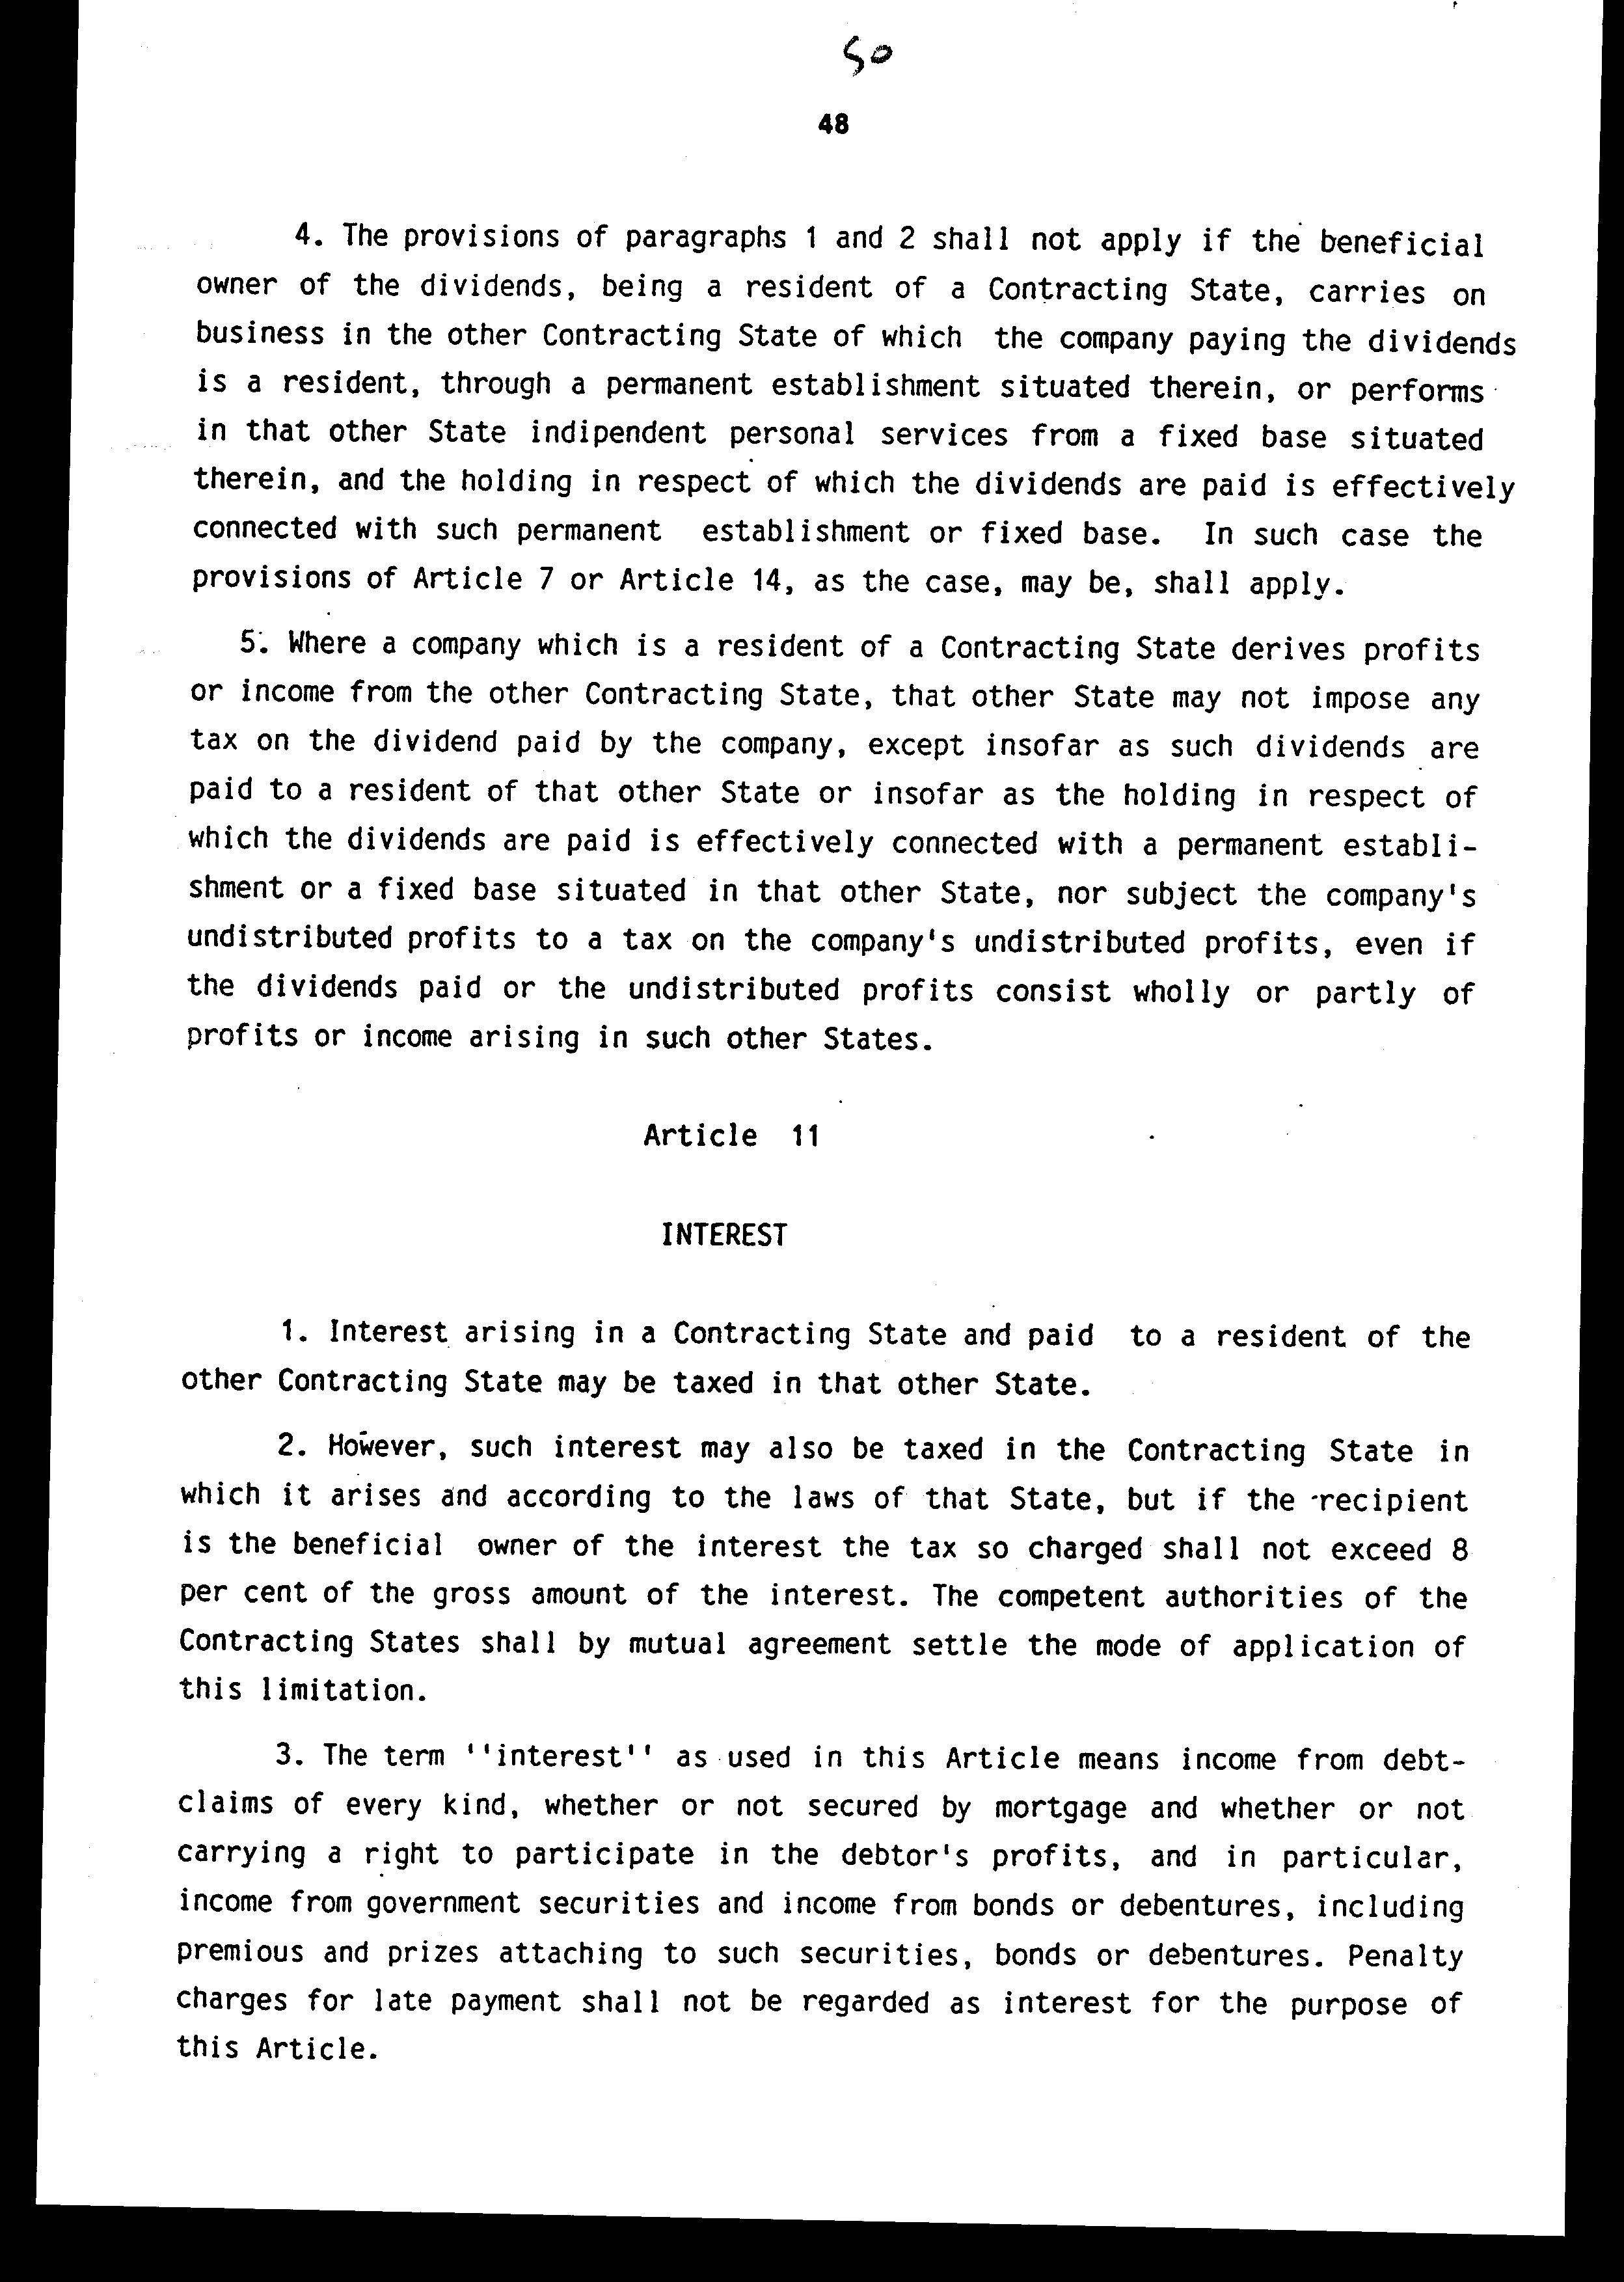 50
48
4. The provisions of paragraphs 1 and 2 shall not apply if the beneficial
owner of the dividends, being a resident of a Contracting State, carries on
business in the other Contracting State of which the company paying the dividends
is a resident, through a permanent establishment situated therein, or performs
in that other State indipendent personal services from a fixed base situated
therein, and the holding in respect of which the dividends are paid is effectively
connected with such permanent establishment or fixed base. In such case the
provisions of Article 7 or Article 14, as the case, may be, shall apply.
5. Where a company which is a resident of a Contracting State derives profits
or income from the other Contracting State, that other State may not impose any
tax on the dividend paid by the company, except insofar as such dividends are
paid to a resident of that other State or insofar as the holding in respect of
which the dividends are paid is effectively connected with a permanent establi-
shment or a fixed base situated in that other State, nor subject the company's
undistributed profits to a tax on the company's undistributed profits, even if
the dividends paid or the undistributed profits consist wholly or partly of
profits or income arising in such other States.
Article 11
INTEREST
1. Interest arising in a Contracting State and paid to a resident of the
other Contracting State may be taxed in that other State.
2. However, such interest may also be taxed in the Contracting State in
which it arises and according to the laws of that State, but if the recipient
is the beneficial owner of the interest the tax so charged shall not exceed 8
per cent of the gross amount of the interest. The competent authorities of the
Contracting States shall by mutual agreement settle the mode of application of
this limitation.
3. The term ''interest'' as used in this Article means income from debt-
claims of every kind, whether or not secured by mortgage and whether or not
carrying a right to participate in the debtor's profits, and in particular,
income from government securities and income from bonds or debentures, including
premious and prizes attaching to such securities, bonds or debentures. Penalty
charges for late payment shall not be regarded as interest for the purpose of
this Article.